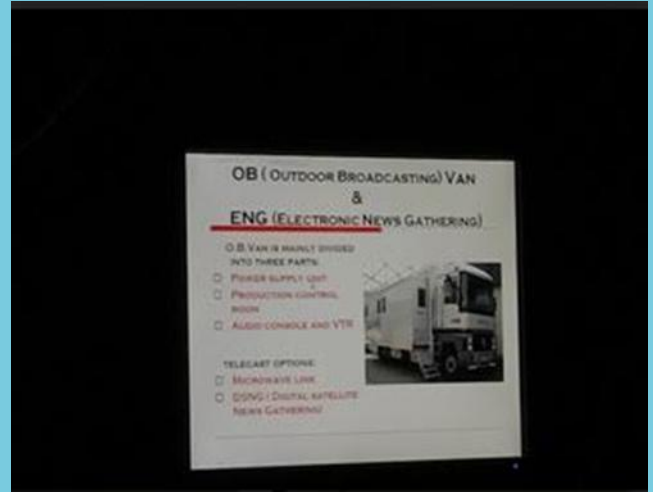 OB ( OUTDOOR BROADCASTING) VAN
&
ENG (ELECTRONIC NEWS GATHERING)
O.B. VAN IS MAINLY DIVIDED
INTO THREE PARTS:
POWER SUPPLY UNIT
PRODUCTION CONTROL
ROOM
AUDIO CONSOLE AND VTR
TELECAST OPTIONS:
MICROWAVE LINK
DSNG ( DIGITAL SATELLITE
NEWS GATHERING)